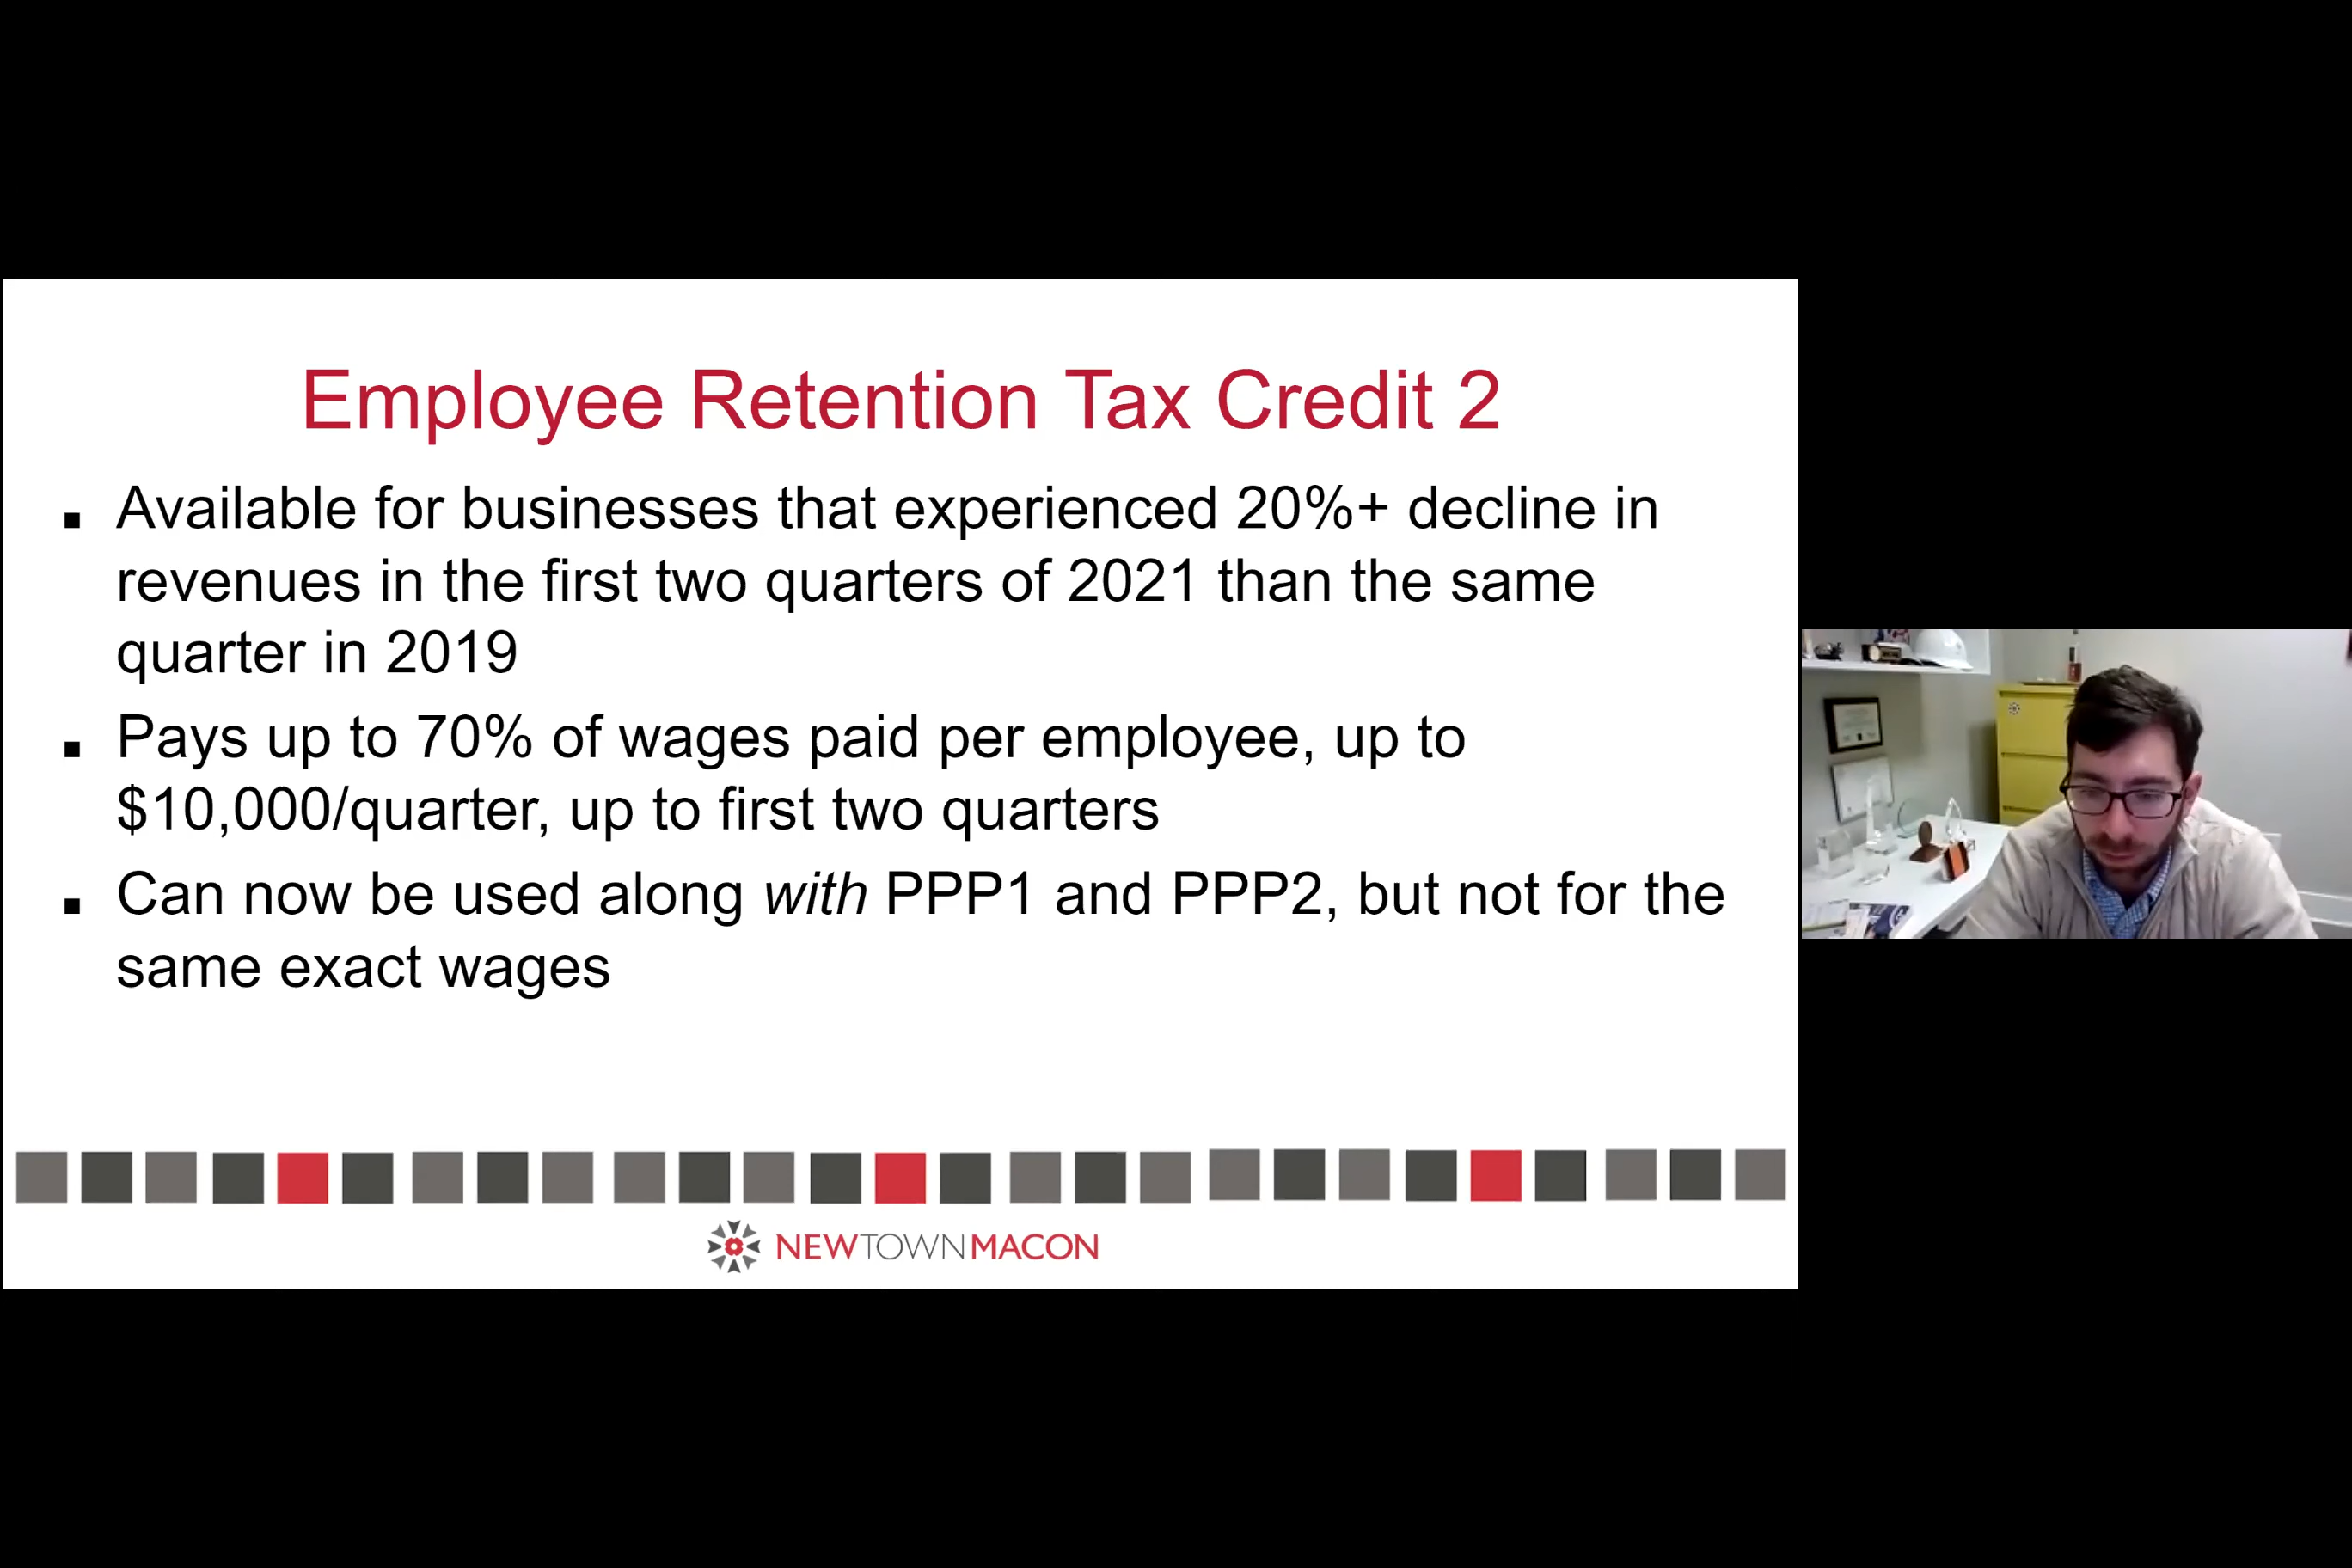 Employee Retention Tax Credit 2
▪ Available for businesses that experienced 20%+ decline in
revenues in the first two quarters of 2021 than the same
quarter in 2019
▪ Pays up to 70% of wages paid per employee, up to
$10,000/quarter, up to first two quarters
▪ Can now be used along with PPP1 and PPP2, but not for the
same exact wages
NEWTOWNMACON